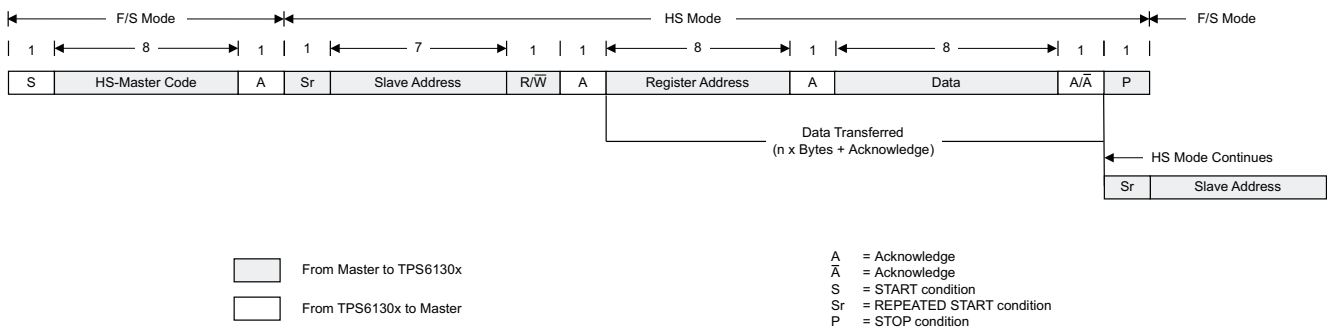 F/S Mode HS Mode F/S Mode
1 8 1 1 7 1 1 8 1 8 1 1
S HS-Master Code A Sr Slave Address R/W̅ A Register Address A Data A/A̅ P
Data Transferred
(n x Bytes + Acknowledge)
HS Mode Continues
Sr Slave Address
From Master to TPS6130x
From TPS6130x to Master
A = Acknowledge
A̅ = Acknowledge
S = START condition
Sr = REPEATED START condition
P = STOP condition